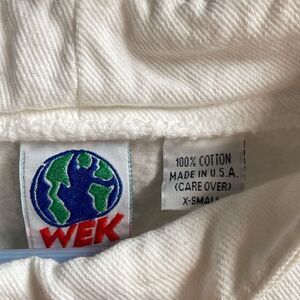 WEK
100% COTTON
MADE IN U.S.A.
(CARE OVER)
X-SMALL